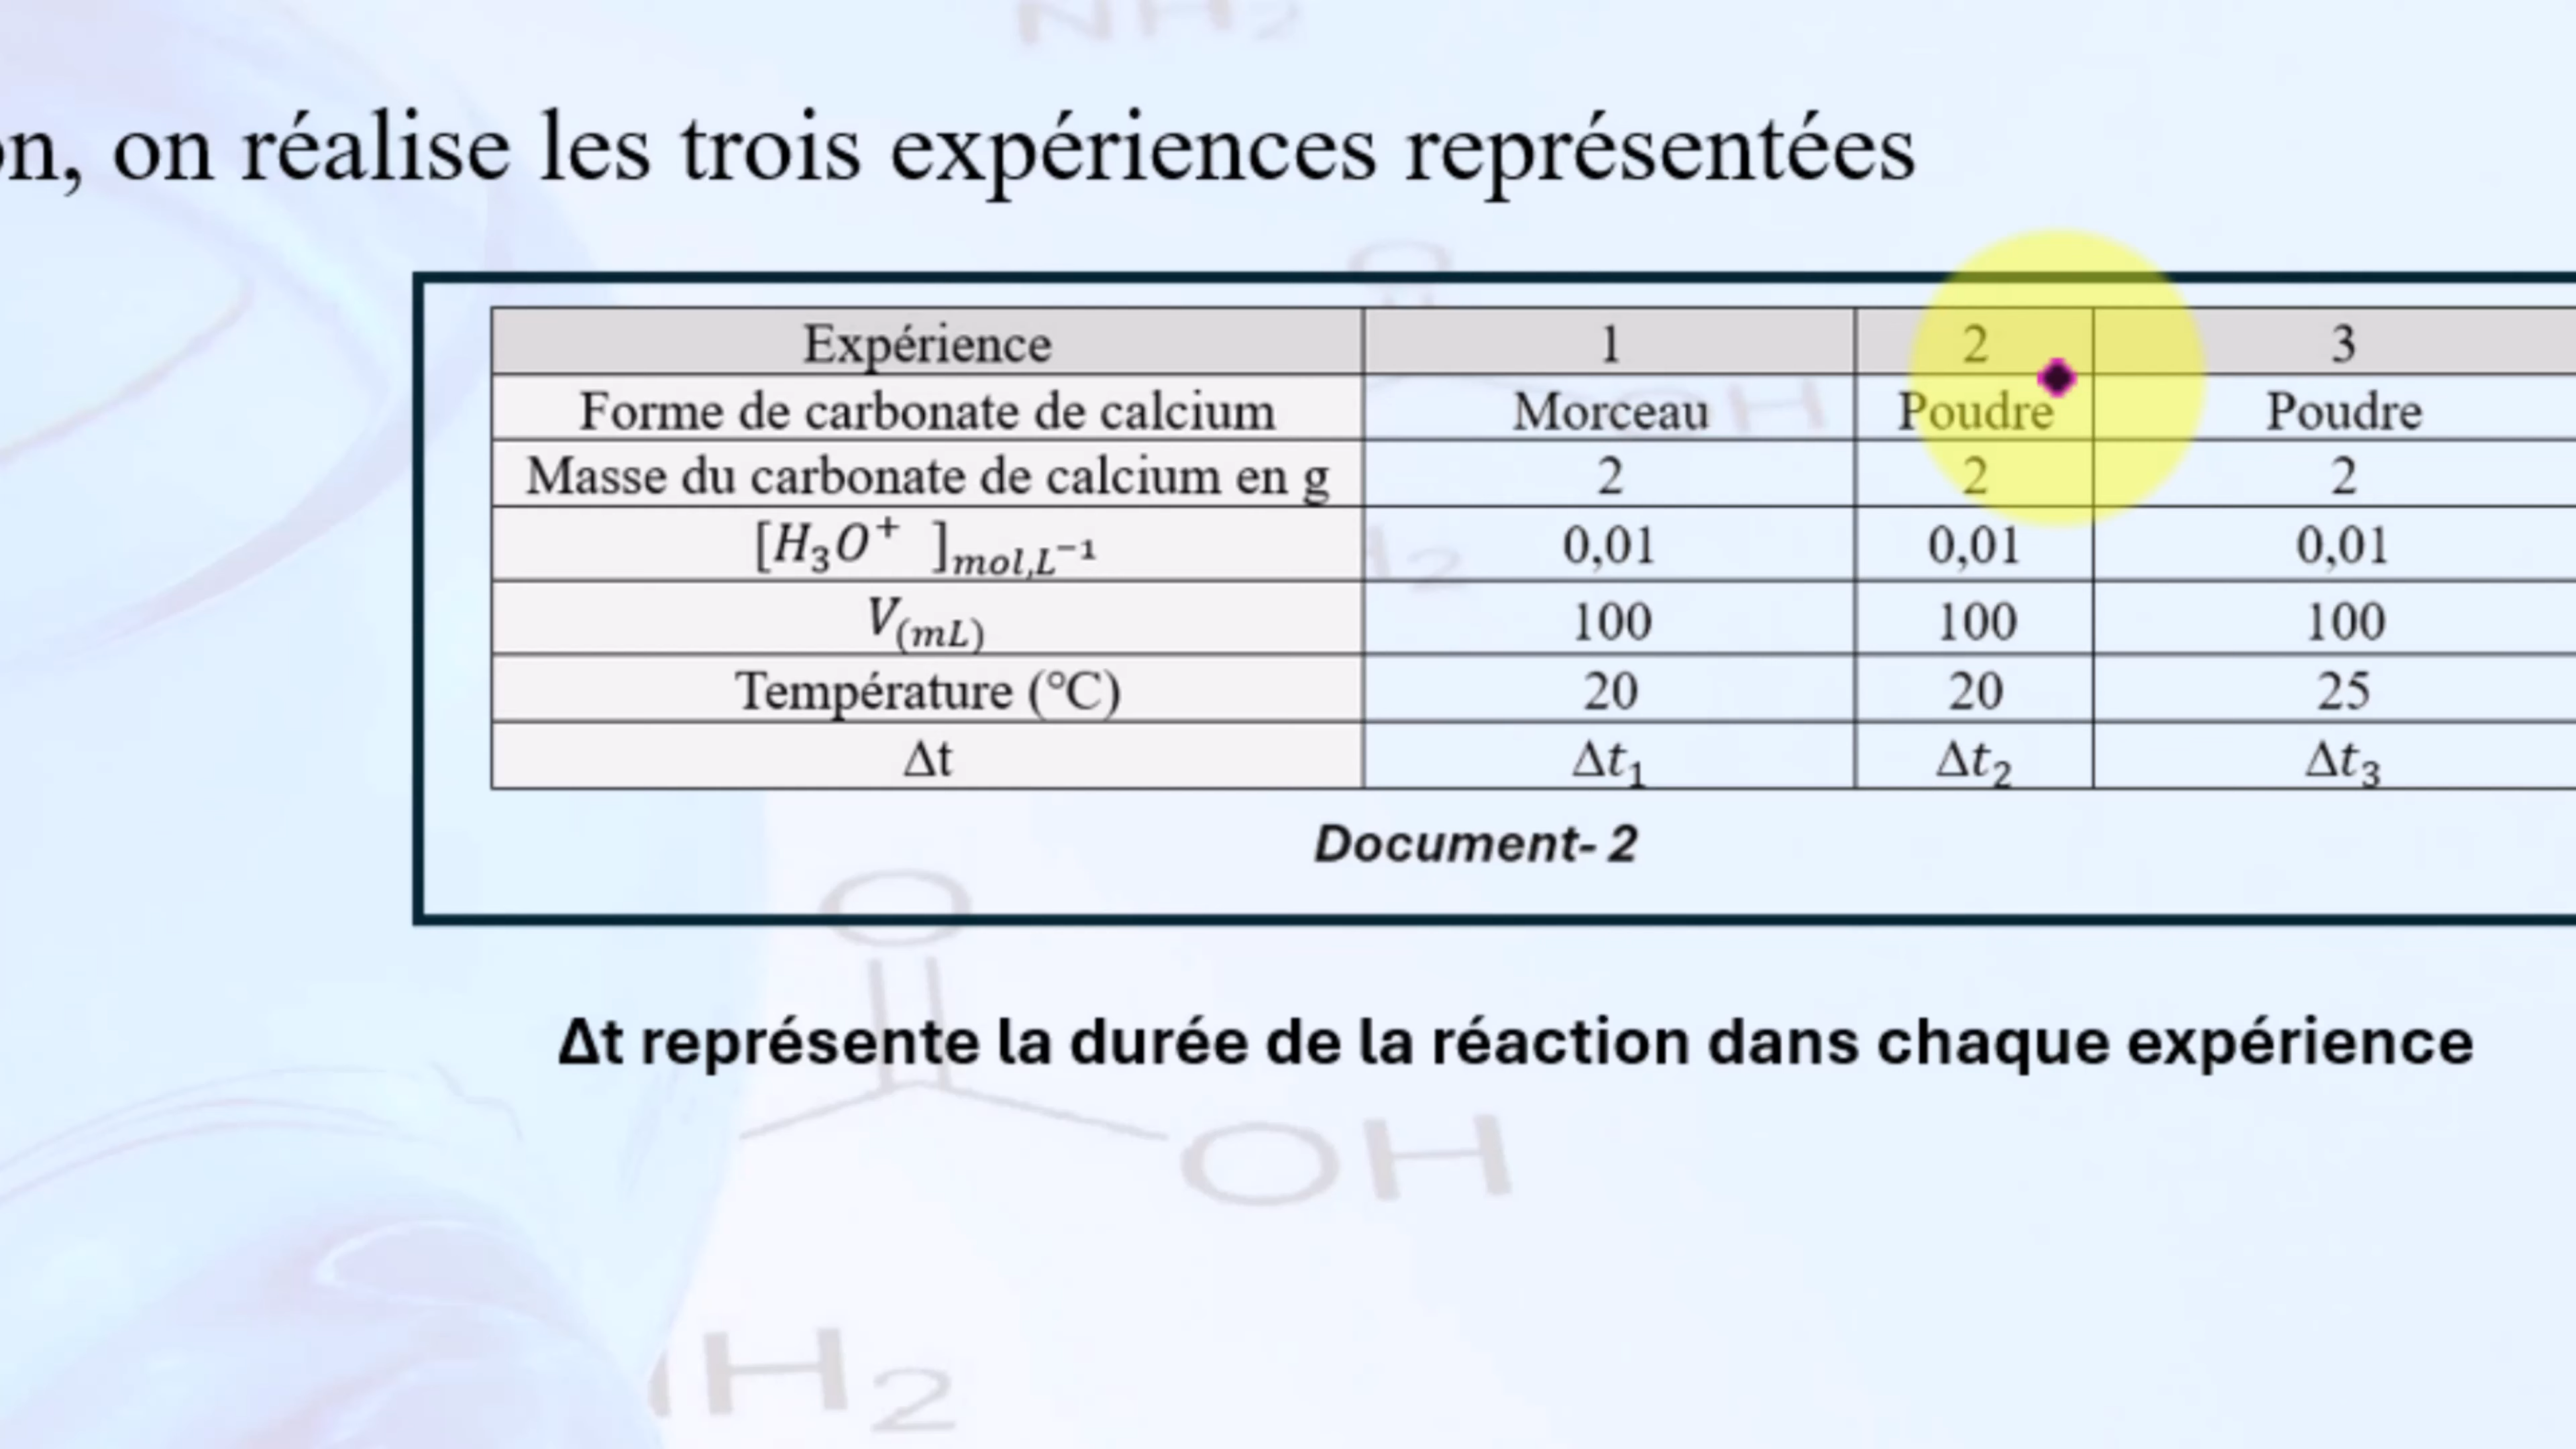 NH2
on, on réalise les trois expériences représentées
Expérience 1 2 3
Forme de carbonate de calcium Morceau Poudre Poudre
Masse du carbonate de calcium en g 2 2 2
[H₃O⁺ ]mol,L⁻¹ 0,01 0,01 0,01
V(mL) 100 100 100
Température (°C) 20 20 25
Δt Δt₁ Δt₂ Δt₃
Document- 2
O
Δt représente la durée de la réaction dans chaque expérience
OH
H2